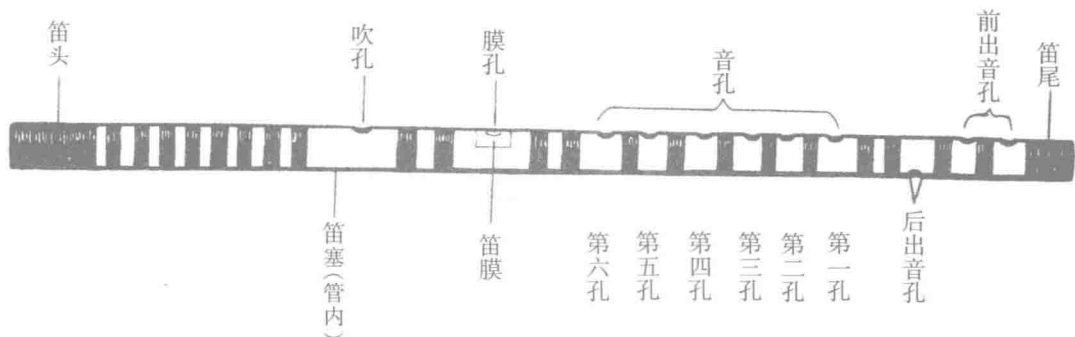 笛头
吹孔
膜孔
音孔
前出音孔
笛尾
笛塞(管内)
笛膜
第六孔
第五孔
第四孔
第三孔
第二孔
第一孔
后出音孔